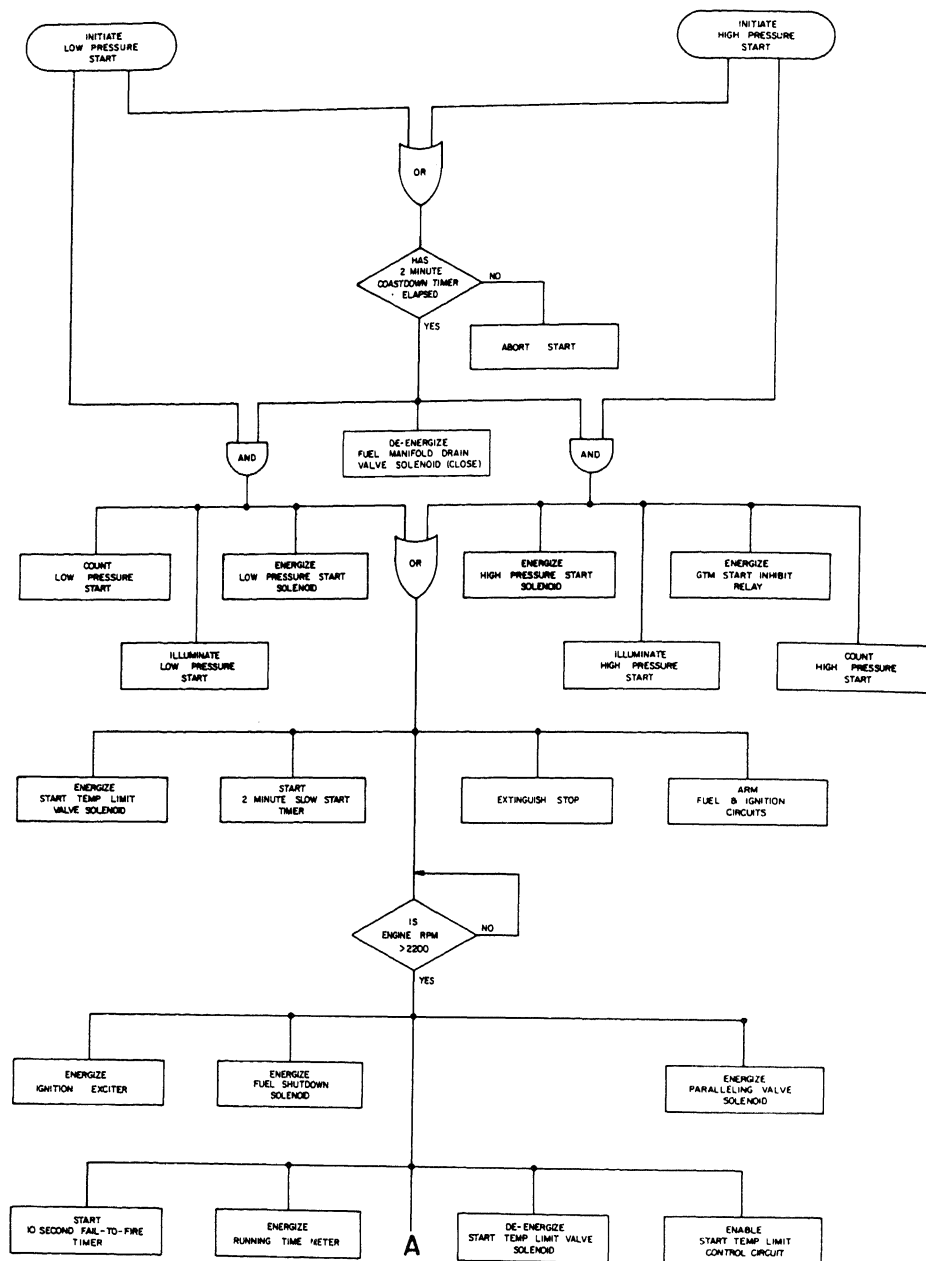 INITIATE
LOW PRESSURE
START
INITIATE
HIGH PRESSURE
START
OR
HAS
2 MINUTE
COASTDOWN TIMER
ELAPSED
NO
YES
ABORT START
AND
DE-ENERGIZE
FUEL MANIFOLD DRAIN
VALVE SOLENOID (CLOSE)
AND
COUNT
LOW PRESSURE
START
ENERGIZE
LOW PRESSURE START
SOLENOID
OR
ENERGIZE
HIGH PRESSURE START
SOLENOID
ENERGIZE
GTM START INHIBIT
RELAY
ILLUMINATE
LOW PRESSURE
START
ILLUMINATE
HIGH PRESSURE
START
COUNT
HIGH PRESSURE
START
ENERGIZE
START TEMP LIMIT
VALVE SOLENOID
START
2 MINUTE SLOW START
TIMER
EXTINGUISH STOP
ARM
FUEL & IGNITION
CIRCUITS
IS
ENGINE RPM
>2200
NO
YES
ENERGIZE
IGNITION EXCITER
ENERGIZE
FUEL SHUTDOWN
SOLENOID
ENERGIZE
PARALLELING VALVE
SOLENOID
START
10 SECOND FAIL-TO-FIRE
TIMER
ENERGIZE
RUNNING TIME METER
A
DE-ENERGIZE
START TEMP LIMIT VALVE
SOLENOID
ENABLE
START TEMP LIMIT
CONTROL CIRCUIT